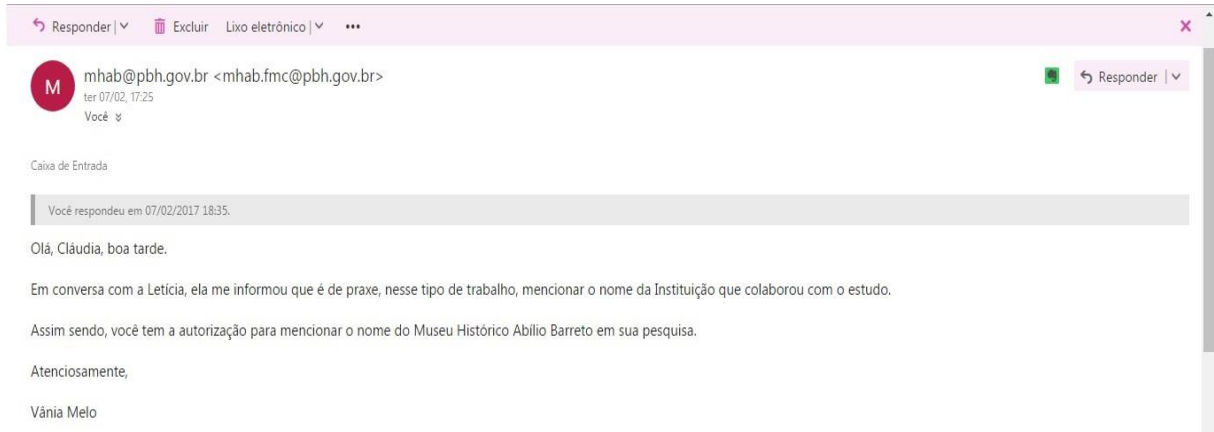 Responder | Excluir Lixo eletrônico | •••
M
mhab@pbh.gov.br <mhab.fmc@pbh.gov.br>
Responder |
ter 07/02, 17:25
Você
Caixa de Entrada
Você respondeu em 07/02/2017 18:35.
Olá, Cláudia, boa tarde.
Em conversa com a Letícia, ela me informou que é de praxe, nesse tipo de trabalho, mencionar o nome da Instituição que colaborou com o estudo.
Assim sendo, você tem a autorização para mencionar o nome do Museu Histórico Abílio Barreto em sua pesquisa.
Atenciosamente,
Vânia Melo